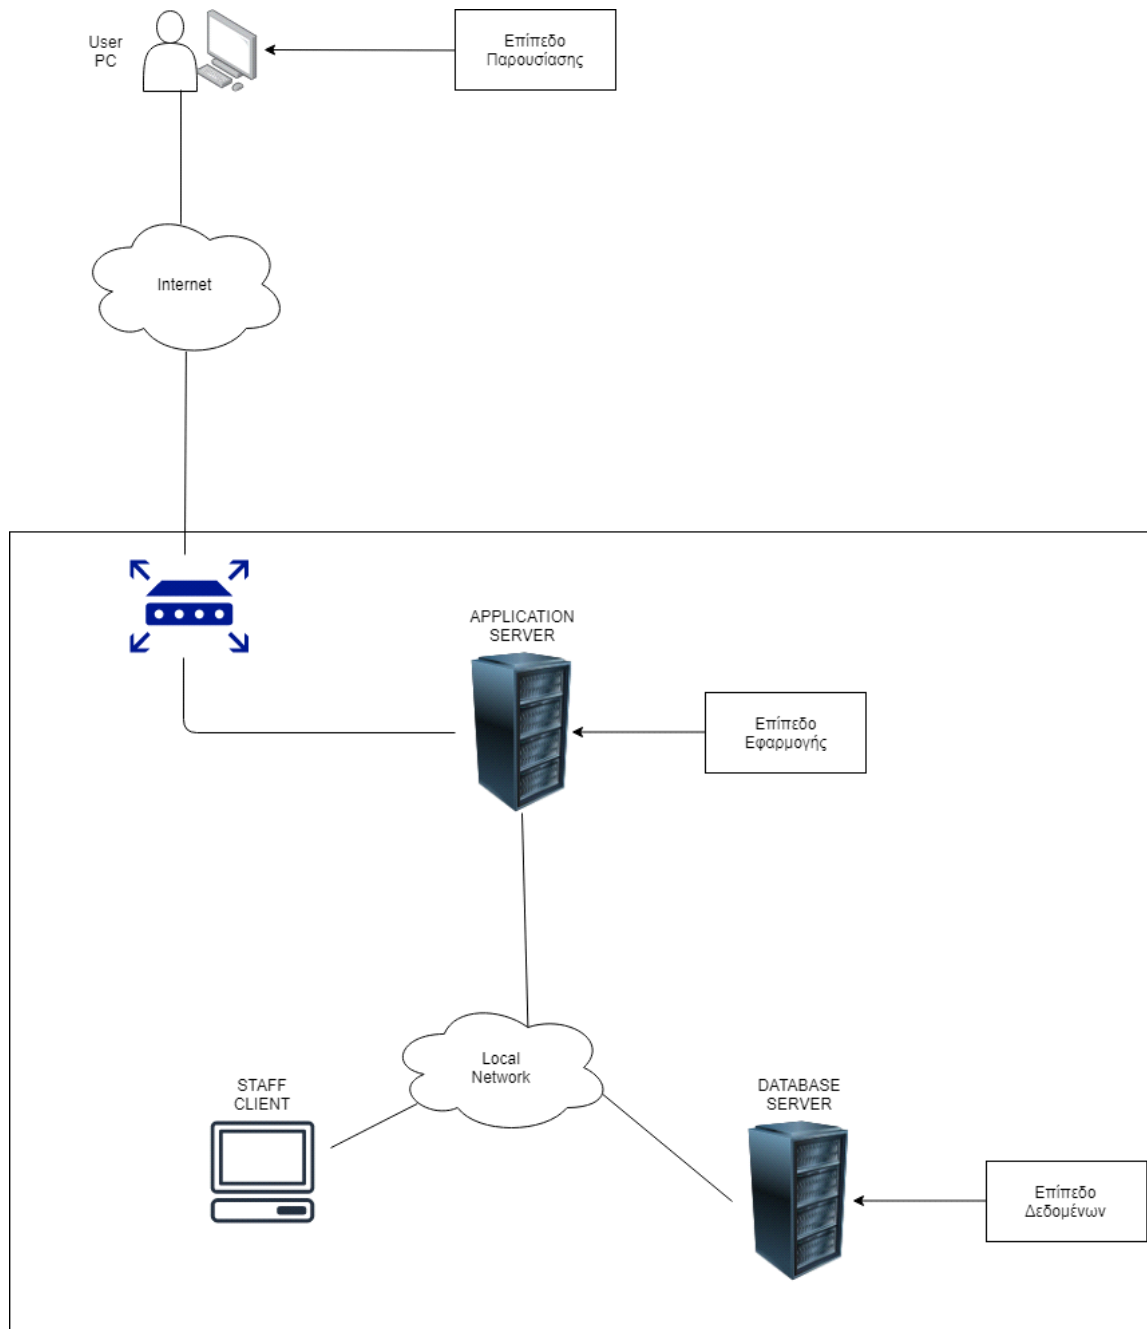 User
PC
Επίπεδο
Παρουσίασης
Internet
APPLICATION
SERVER
Επίπεδο
Εφαρμογής
Local
Network
STAFF
CLIENT
DATABASE
SERVER
Επίπεδο
Δεδομένων